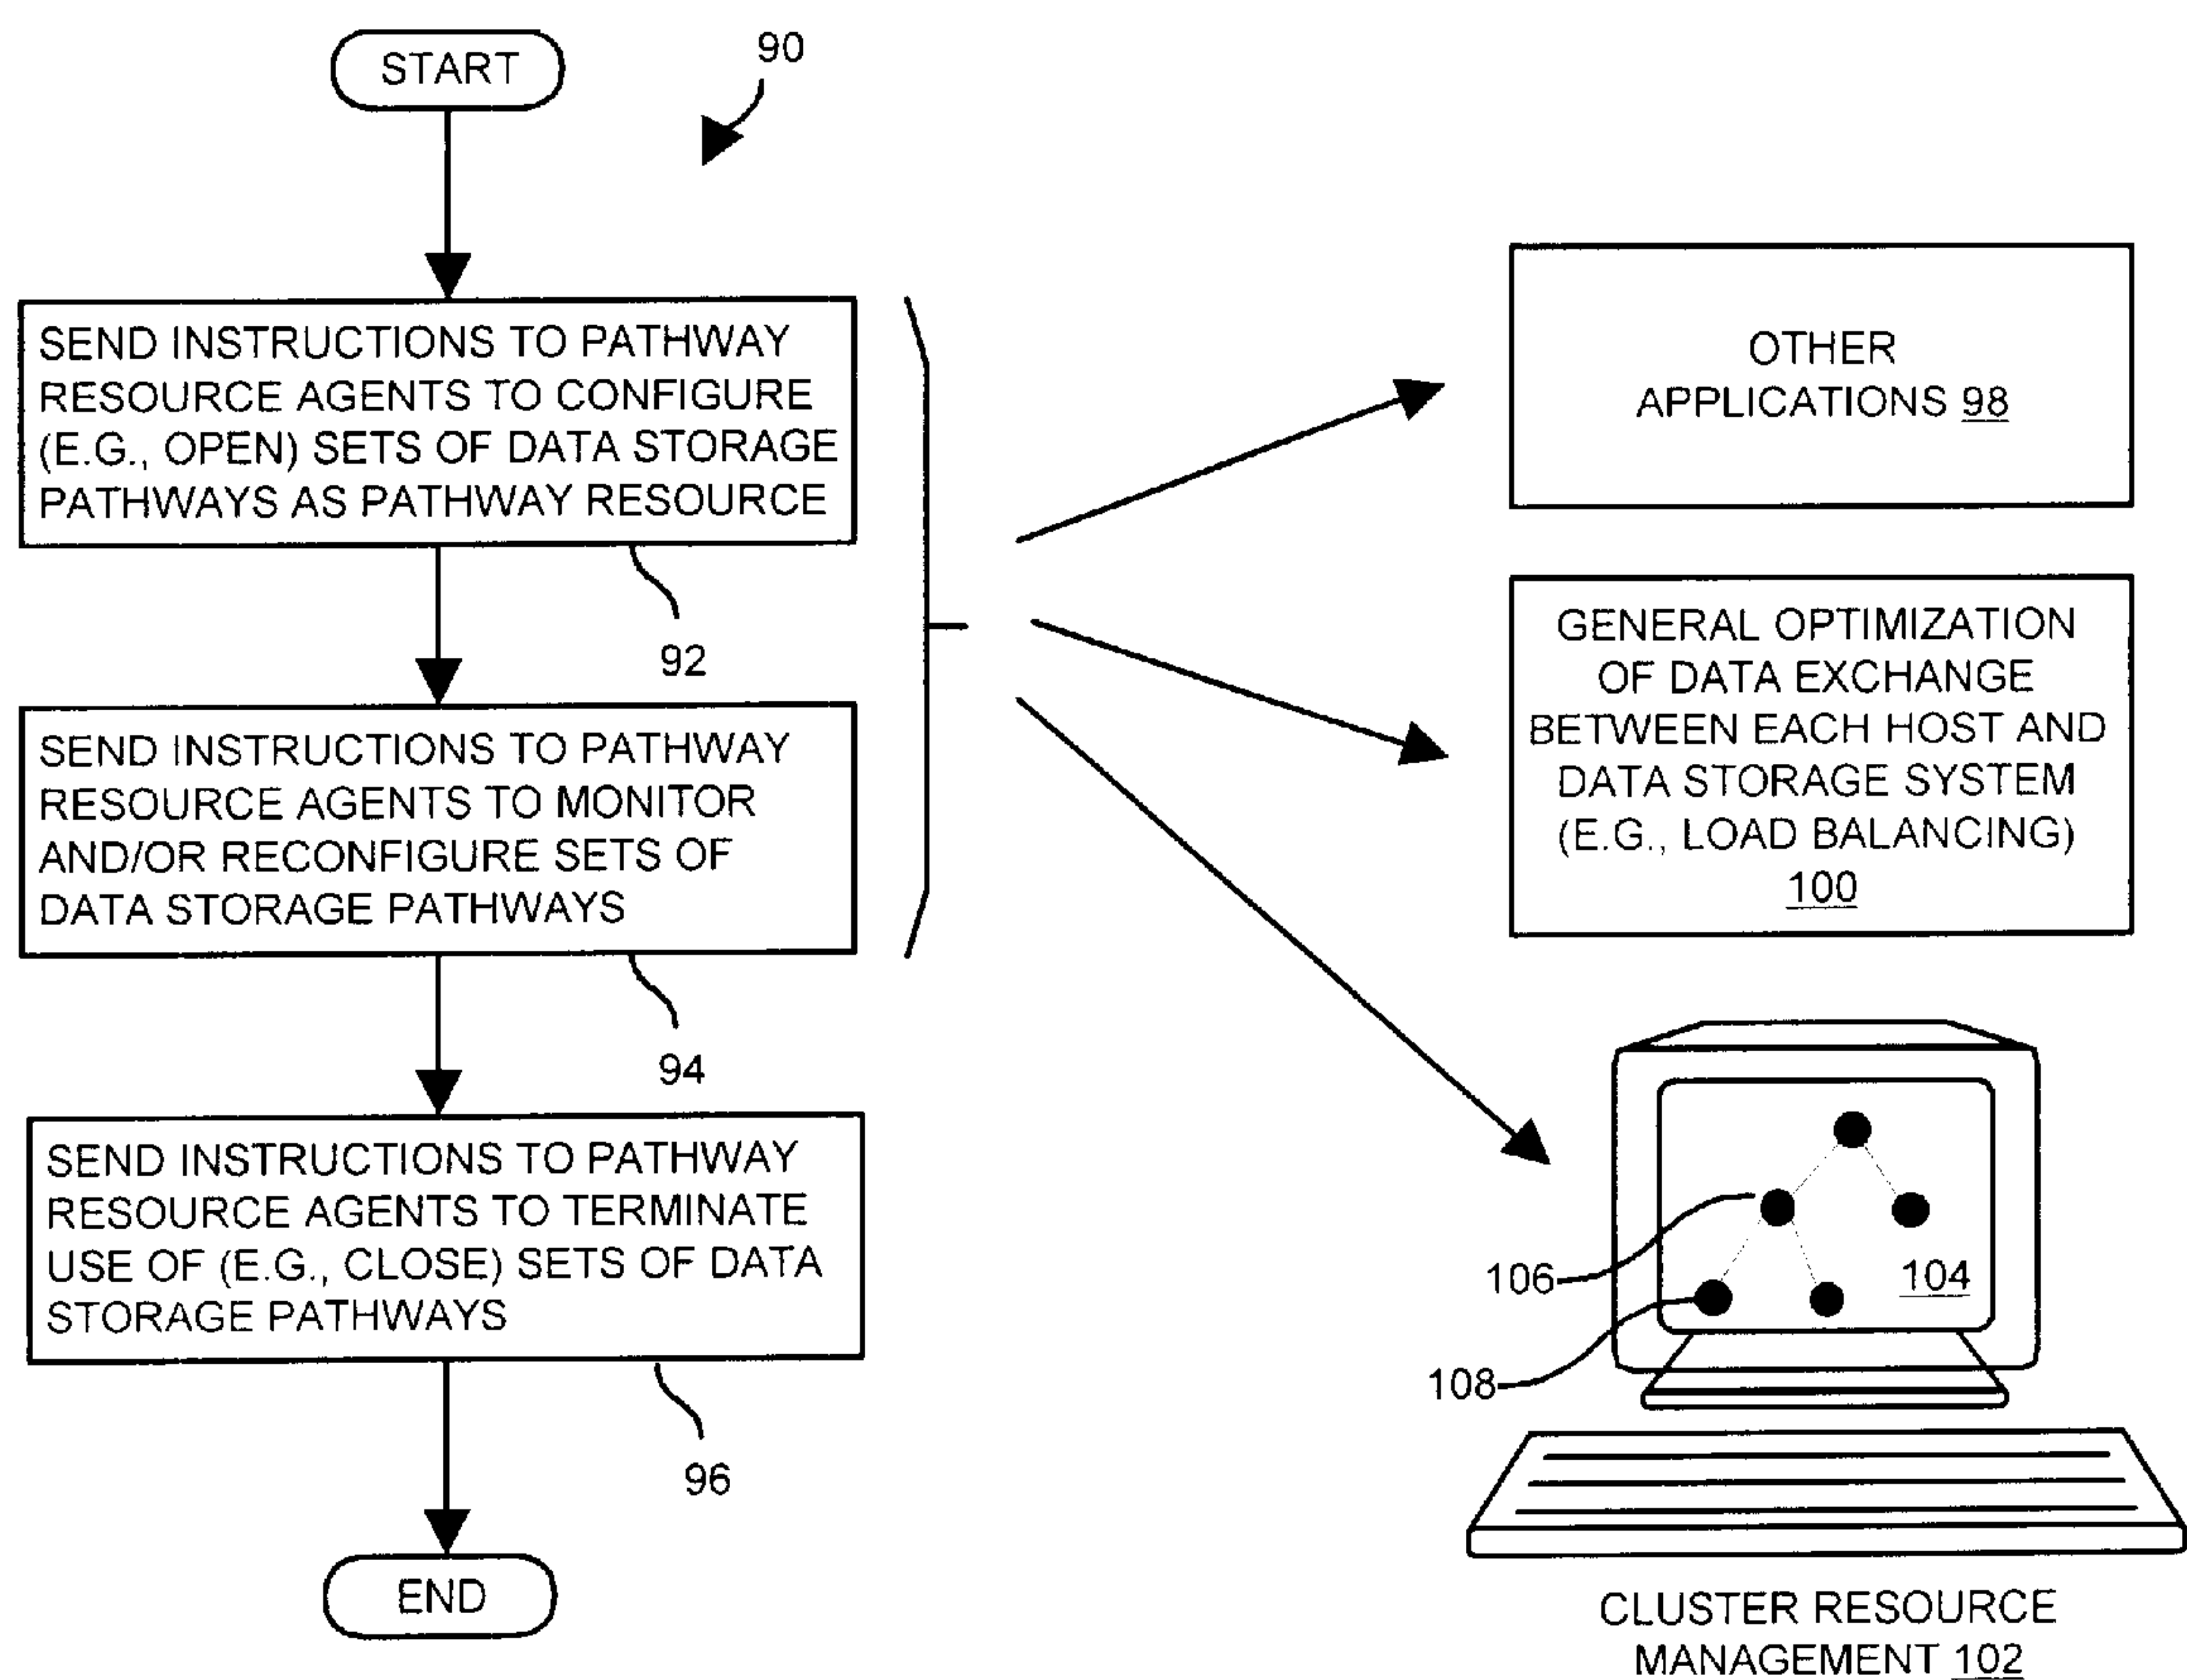 START
90
SEND INSTRUCTIONS TO PATHWAY
RESOURCE AGENTS TO CONFIGURE
(E.G., OPEN) SETS OF DATA STORAGE
PATHWAYS AS PATHWAY RESOURCE
92
SEND INSTRUCTIONS TO PATHWAY
RESOURCE AGENTS TO MONITOR
AND/OR RECONFIGURE SETS OF
DATA STORAGE PATHWAYS
94
SEND INSTRUCTIONS TO PATHWAY
RESOURCE AGENTS TO TERMINATE
USE OF (E.G., CLOSE) SETS OF DATA
STORAGE PATHWAYS
96
END
OTHER
APPLICATIONS 98
GENERAL OPTIMIZATION
OF DATA EXCHANGE
BETWEEN EACH HOST AND
DATA STORAGE SYSTEM
(E.G., LOAD BALANCING)
100
106
104
108
CLUSTER RESOURCE
MANAGEMENT 102